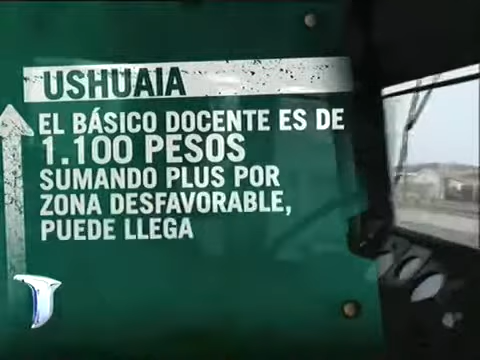 USHUAIA
EL BÁSICO DOCENTE ES DE
1.100 PESOS
SUMANDO PLUS POR
ZONA DESFAVORABLE,
PUEDE LLEGA